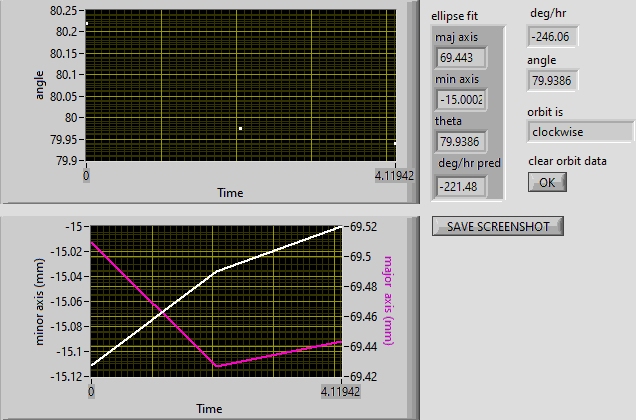 80.25
80.2
80.15
80.1
80.05
80
79.95
79.9
angle
0
4.11942
Time
ellipse fit
maj axis
69.443
min axis
-15.0002
theta
79.9386
deg/hr pred
-221.48
deg/hr
-246.06
angle
79.9386
orbit is
clockwise
clear orbit data
OK
SAVE SCREENSHOT
-15
-15.02
-15.04
-15.06
-15.08
-15.1
-15.12
minor axis (mm)
69.52
69.5
69.48
69.46
69.44
69.42
major axis (mm)
0
4.11942
Time